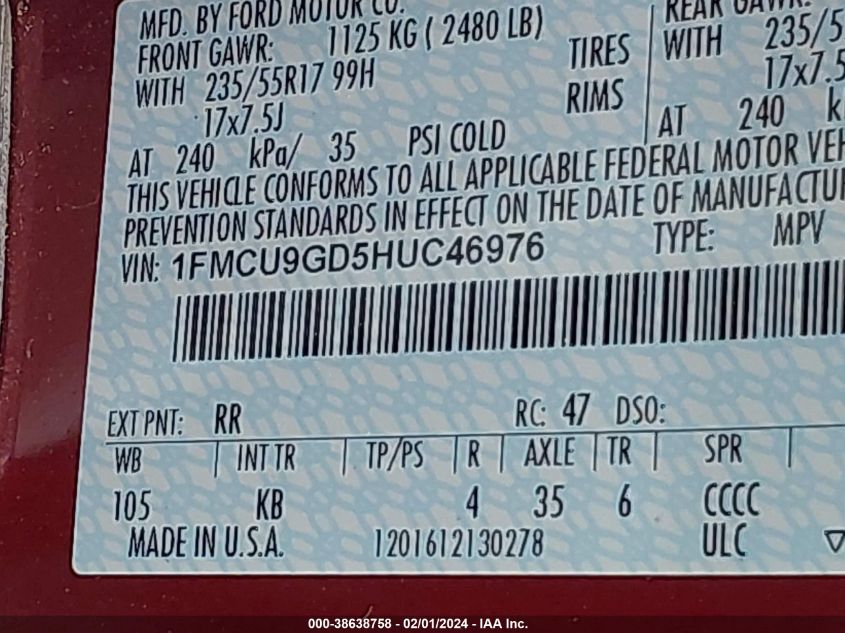 MFD. BY FORD MOTOR CO.
FRONT GAWR: 1125 KG ( 2480 LB) REAR GAWR:
WITH 235/55R17 99H TIRES WITH 235/5
17x7.5J RIMS 17x7.5
AT 240 kPa/ 35 PSI COLD AT 240 k
THIS VEHICLE CONFORMS TO ALL APPLICABLE FEDERAL MOTOR VEH
PREVENTION STANDARDS IN EFFECT ON THE DATE OF MANUFACTU
VIN: 1FMCU9GD5HUC46976 TYPE: MPV
EXT PNT: RR RC: 47 DSO:
WB INT TR TP/PS R AXLE TR SPR
105 KB 4 35 6 CCCC
MADE IN U.S.A. 1201612130278 ULC
000-38638758 - 02/01/2024 - IAA Inc.